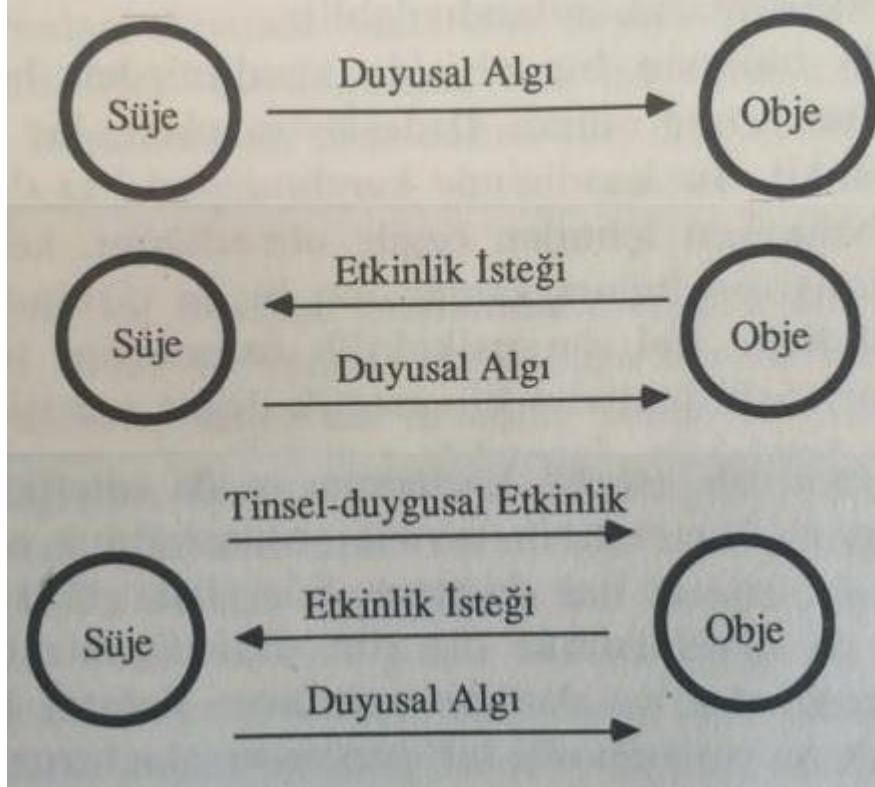 Duyusal Algı
Süje
Obje
Etkinlik İsteği
Süje
Obje
Duyusal Algı
Tinsel-duygusal Etkinlik
Etkinlik İsteği
Süje
Obje
Duyusal Algı